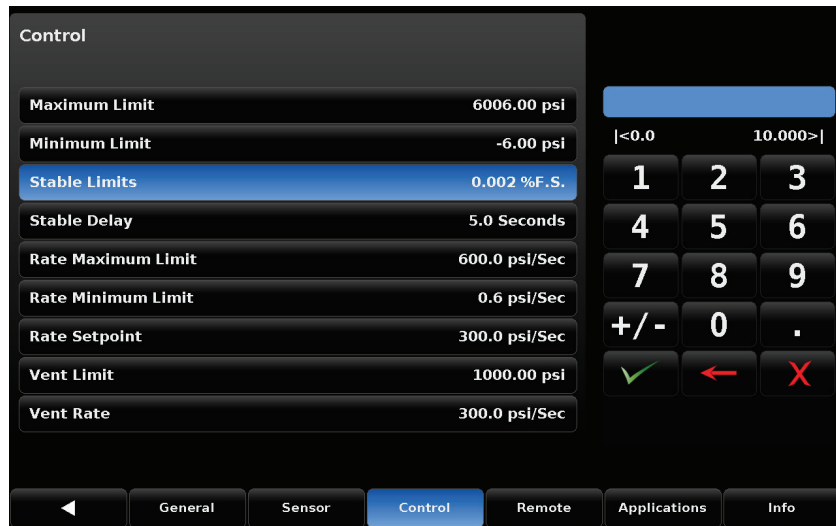 Control
Maximum Limit 6006.00 psi
Minimum Limit -6.00 psi
Stable Limits 0.002 %F.S.
Stable Delay 5.0 Seconds
Rate Maximum Limit 600.0 psi/Sec
Rate Minimum Limit 0.6 psi/Sec
Rate Setpoint 300.0 psi/Sec
Vent Limit 1000.00 psi
Vent Rate 300.0 psi/Sec
|<0.0 10.000>|
1 2 3
4 5 6
7 8 9
+/- 0 .
X
General Sensor Control Remote Applications Info